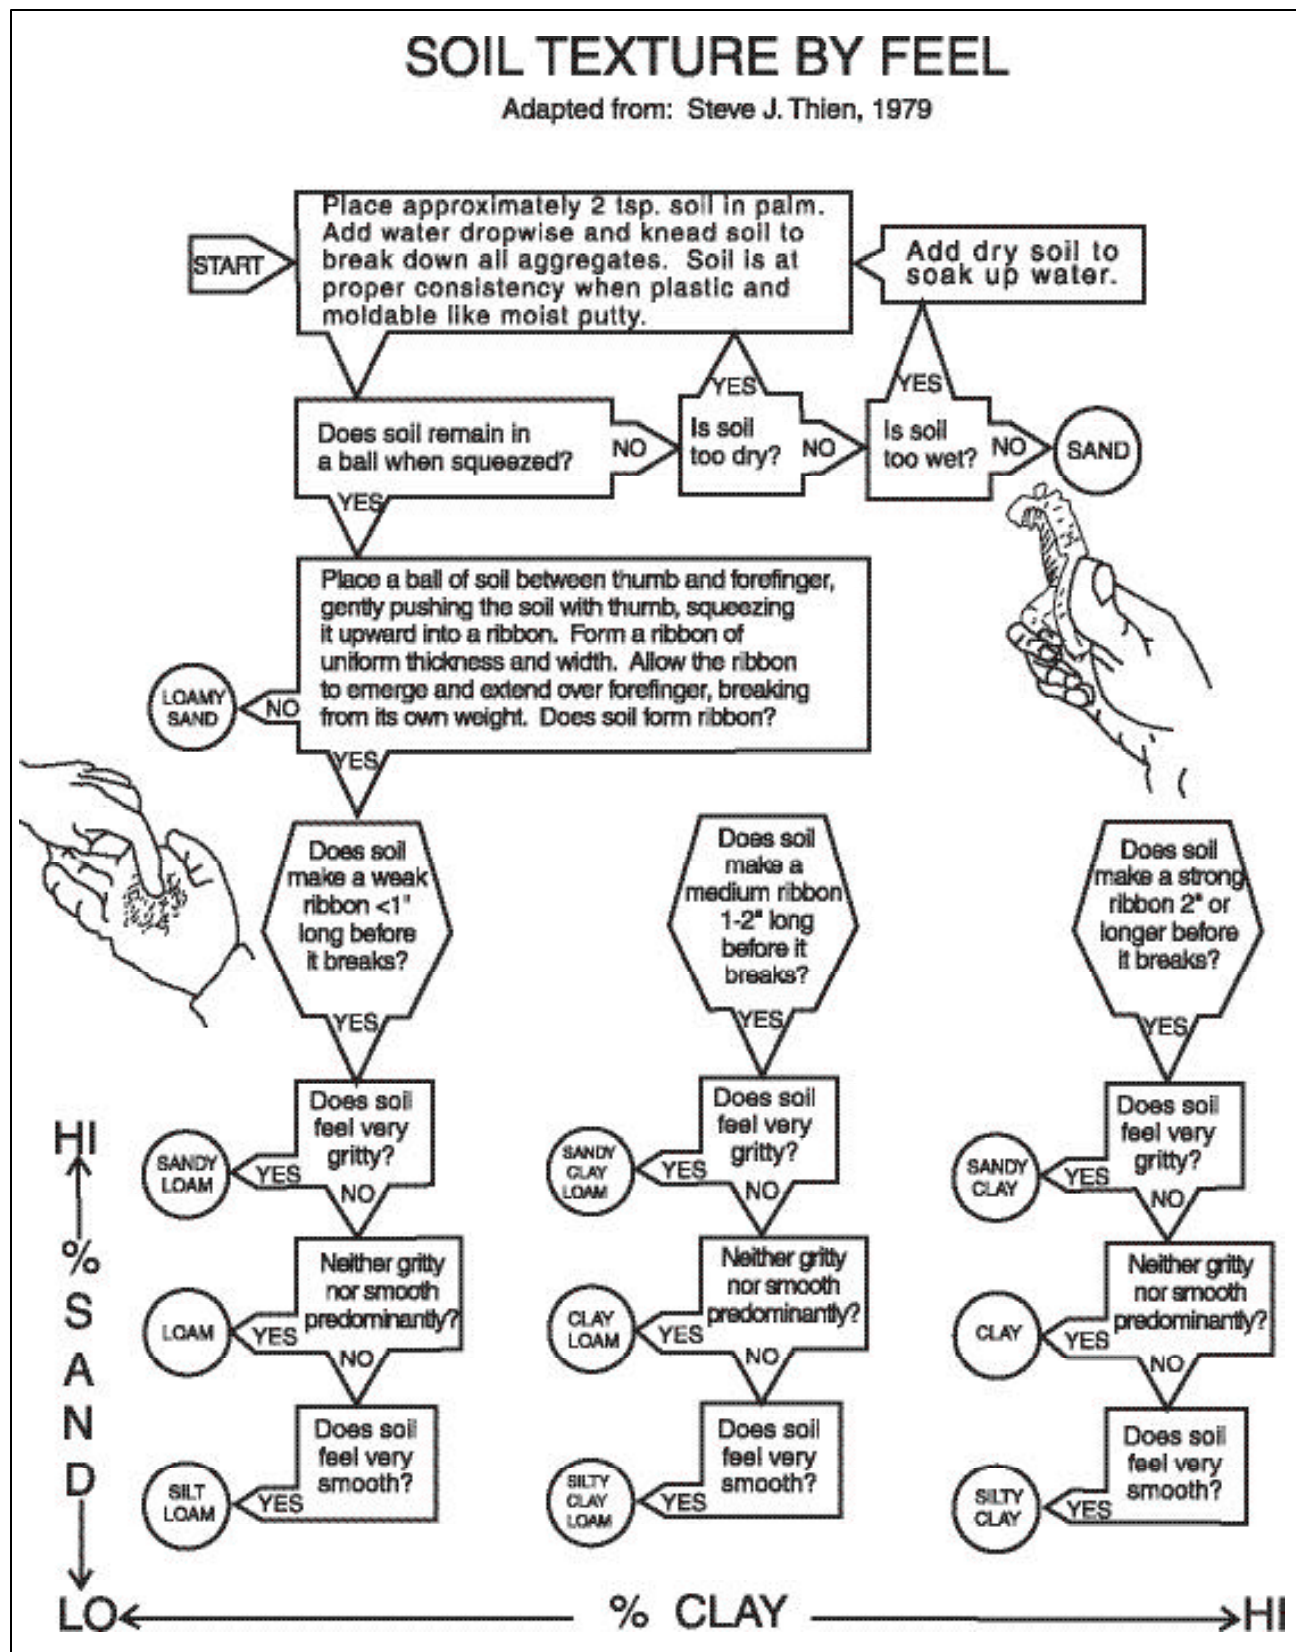 SOIL TEXTURE BY FEEL
Adapted from: Steve J. Thien, 1979
START
Place approximately 2 tsp. soil in palm.
Add water dropwise and knead soil to
break down all aggregates. Soil is at
proper consistency when plastic and
moldable like moist putty.
Add dry soil to
soak up water.
YES
YES
Does soil remain in
a ball when squeezed?
NO
Is soil
too dry?
NO
Is soil
too wet?
NO
SAND
YES
Place a ball of soil between thumb and forefinger,
gently pushing the soil with thumb, squeezing
it upward into a ribbon. Form a ribbon of
uniform thickness and width. Allow the ribbon
to emerge and extend over forefinger, breaking
from its own weight. Does soil form ribbon?
LOAMY
SAND
NO
YES
Does soil
make a weak
ribbon <1"
long before
it breaks?
YES
Does soil
make a
medium ribbon
1-2" long
before it
breaks?
YES
Does soil
make a strong
ribbon 2" or
longer before
it breaks?
YES
Does soil
feel very
gritty?
YES
SANDY
LOAM
NO
Does soil
feel very
gritty?
YES
SANDY
CLAY
LOAM
NO
Does soil
feel very
gritty?
YES
SANDY
CLAY
NO
Neither gritty
nor smooth
predominantly?
YES
LOAM
NO
Neither gritty
nor smooth
predominantly?
YES
CLAY
LOAM
NO
Neither gritty
nor smooth
predominantly?
YES
CLAY
NO
Does soil
feel very
smooth?
YES
SILT
LOAM
Does soil
feel very
smooth?
YES
SILTY
CLAY
LOAM
Does soil
feel very
smooth?
YES
SILTY
CLAY
HI
%
S
A
N
D
LO
% CLAY
HI